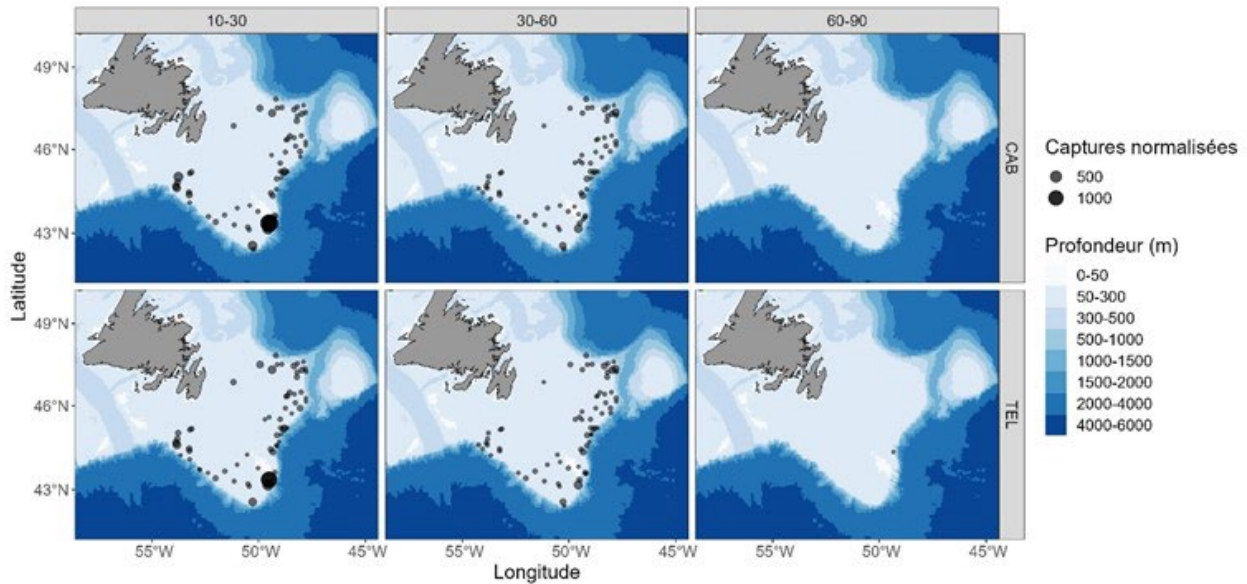 10-30
30-60
60-90
49°N
46°N
43°N
CAB
49°N
46°N
43°N
TEL
55°W
50°W
45°W
55°W
50°W
45°W
55°W
50°W
45°W
Latitude
Longitude
Captures normalisées
500
1000
Profondeur (m)
0-50
50-300
300-500
500-1000
1000-1500
1500-2000
2000-4000
4000-6000